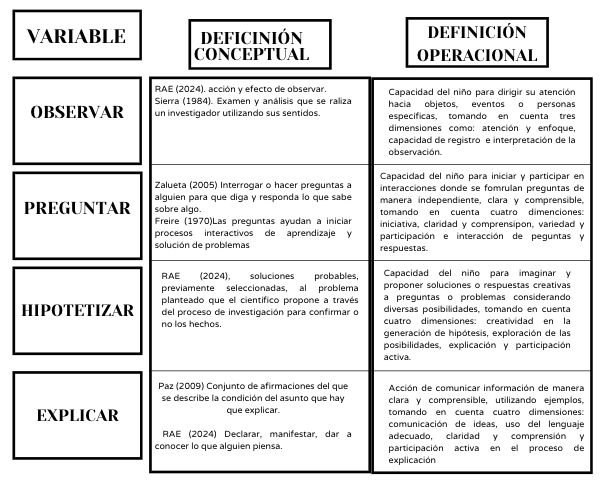 VARIABLE
DEFICINIÓN
CONCEPTUAL
DEFINICIÓN
OPERACIONAL
OBSERVAR
RAE (2024). acción y efecto de observar.
Sierra (1984). Examen y análisis que se raliza
un investigador utilizando sus sentidos.
Capacidad del niño para dirigir su atención
hacia objetos, eventos o personas
especificas, tomando en cuenta tres
dimensiones como: atención y enfoque,
capacidad de registro e interpretación de la
observación.
PREGUNTAR
Zalueta (2005) Interrogar o hacer preguntas a
alguien para que diga y responda lo que sabe
sobre algo.
Freire (1970)Las preguntas ayudan a iniciar
procesos interactivos de aprendizaje y
solución de problemas
Capacidad del niño para iniciar y participar en
interacciones donde se fomrulan preguntas de
manera independiente, clara y comprensible,
tomando en cuenta cuatro dimenciones:
iniciativa, claridad y comprensipon, variedad y
participación e interacción de peguntas y
respuestas.
HIPOTETIZAR
RAE (2024), soluciones probables,
previamente seleccionadas, al problema
planteado que el científico propone a través
del proceso de investigación para confirmar o
no los hechos.
Capacidad del niño para imaginar y
proponer soluciones o respuestas creativas
a preguntas o problemas considerando
diversas posibilidades, tomando en cuenta
cuatro dimensiones: creatividad en la
generación de hipótesis, exploración de las
posibilidades, explicación y participación
activa.
EXPLICAR
Paz (2009) Conjunto de afirmaciones del que
se describe la condición del asunto que hay
que explicar.
RAE (2024) Declarar, manifestar, dar a
conocer lo que alguien piensa.
Acción de comunicar información de manera
clara y comprensible, utilizando ejemplos,
tomando en cuenta cuatro dimensiones:
comunicación de ideas, uso del lenguaje
adecuado, claridad y comprensión y
participación activa en el proceso de
explicación